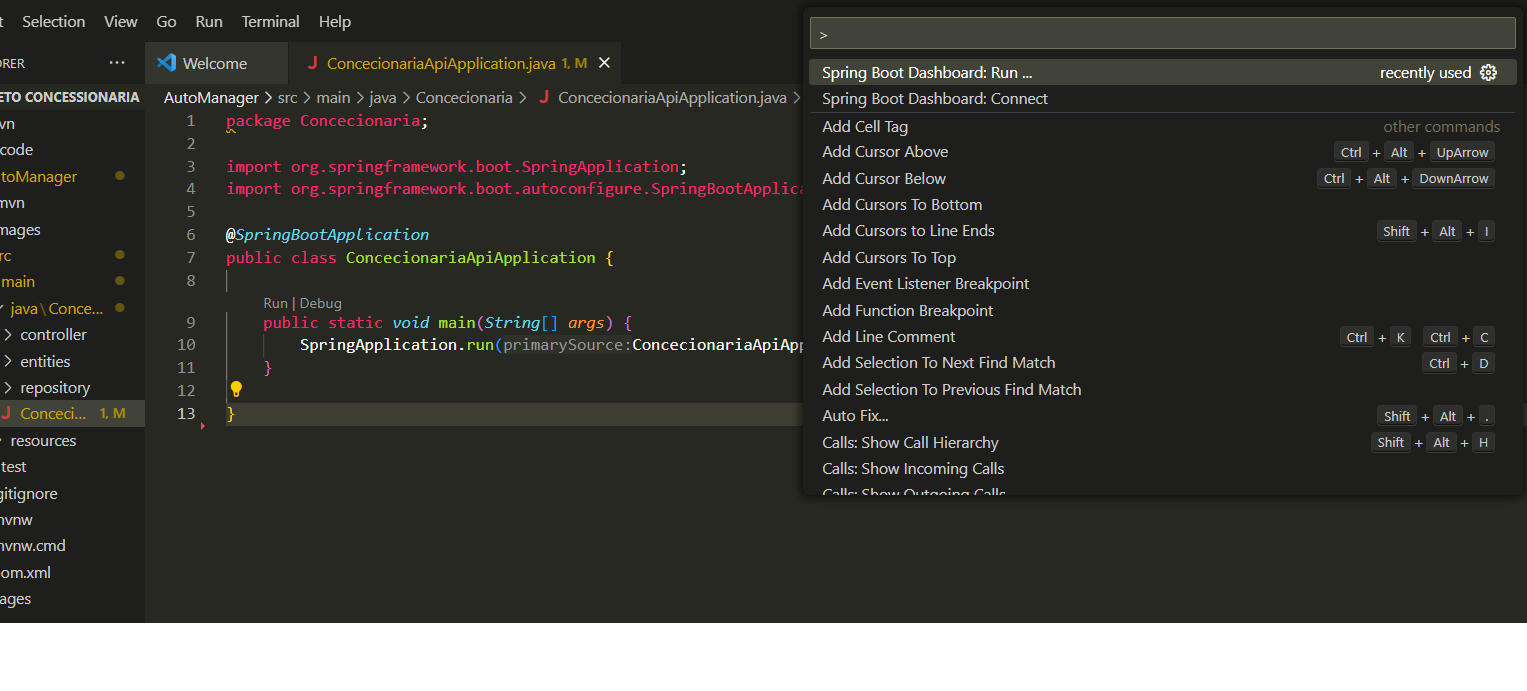 t Selection View Go Run Terminal Help
ORER ···
ETO CONCESSIONARIA
vn
code
toManager
mvn
mages
rc
main
java\Conce...
controller
entities
repository
J Conceci... 1, M
resources
test
gitignore
nvnw
nvnw.cmd
om.xml
ages
Welcome
J ConcecionariaApiApplication.java 1, M ×
AutoManager > src > main > java > Concecionaria > J ConcecionariaApiApplication.java >
1 package Concecionaria;
2
3 import org.springframework.boot.SpringApplication;
4 import org.springframework.boot.autoconfigure.SpringBootApplica
5
6 @SpringBootApplication
7 public class ConcecionariaApiApplication {
8
Run | Debug
9 public static void main(String[] args) {
10 SpringApplication.run(primarySource:ConcecionariaApiApp
11 }
12
13 }
>
Spring Boot Dashboard: Run ... recently used
Spring Boot Dashboard: Connect
Add Cell Tag other commands
Add Cursor Above Ctrl + Alt + UpArrow
Add Cursor Below Ctrl + Alt + DownArrow
Add Cursors To Bottom
Add Cursors to Line Ends Shift + Alt + I
Add Cursors To Top
Add Event Listener Breakpoint
Add Function Breakpoint
Add Line Comment Ctrl + K Ctrl + C
Add Selection To Next Find Match Ctrl + D
Add Selection To Previous Find Match
Auto Fix... Shift + Alt + .
Calls: Show Call Hierarchy Shift + Alt + H
Calls: Show Incoming Calls
Calls: Show Outgoing Calls